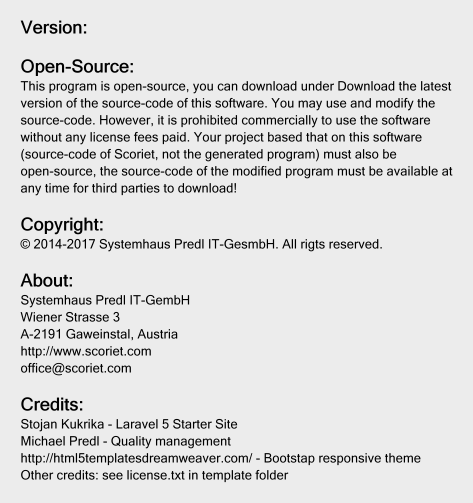 Version:
Open-Source:
This program is open-source, you can download under Download the latest
version of the source-code of this software. You may use and modify the
source-code. However, it is prohibited commercially to use the software
without any license fees paid. Your project based that on this software
(source-code of Scoriet, not the generated program) must also be
open-source, the source-code of the modified program must be available at
any time for third parties to download!
Copyright:
© 2014-2017 Systemhaus Predl IT-GesmbH. All rigts reserved.
About:
Systemhaus Predl IT-GembH
Wiener Strasse 3
A-2191 Gaweinstal, Austria
http://www.scoriet.com
office@scoriet.com
Credits:
Stojan Kukrika - Laravel 5 Starter Site
Michael Predl - Quality management
http://html5templatesdreamweaver.com/ - Bootstap responsive theme
Other credits: see license.txt in template folder